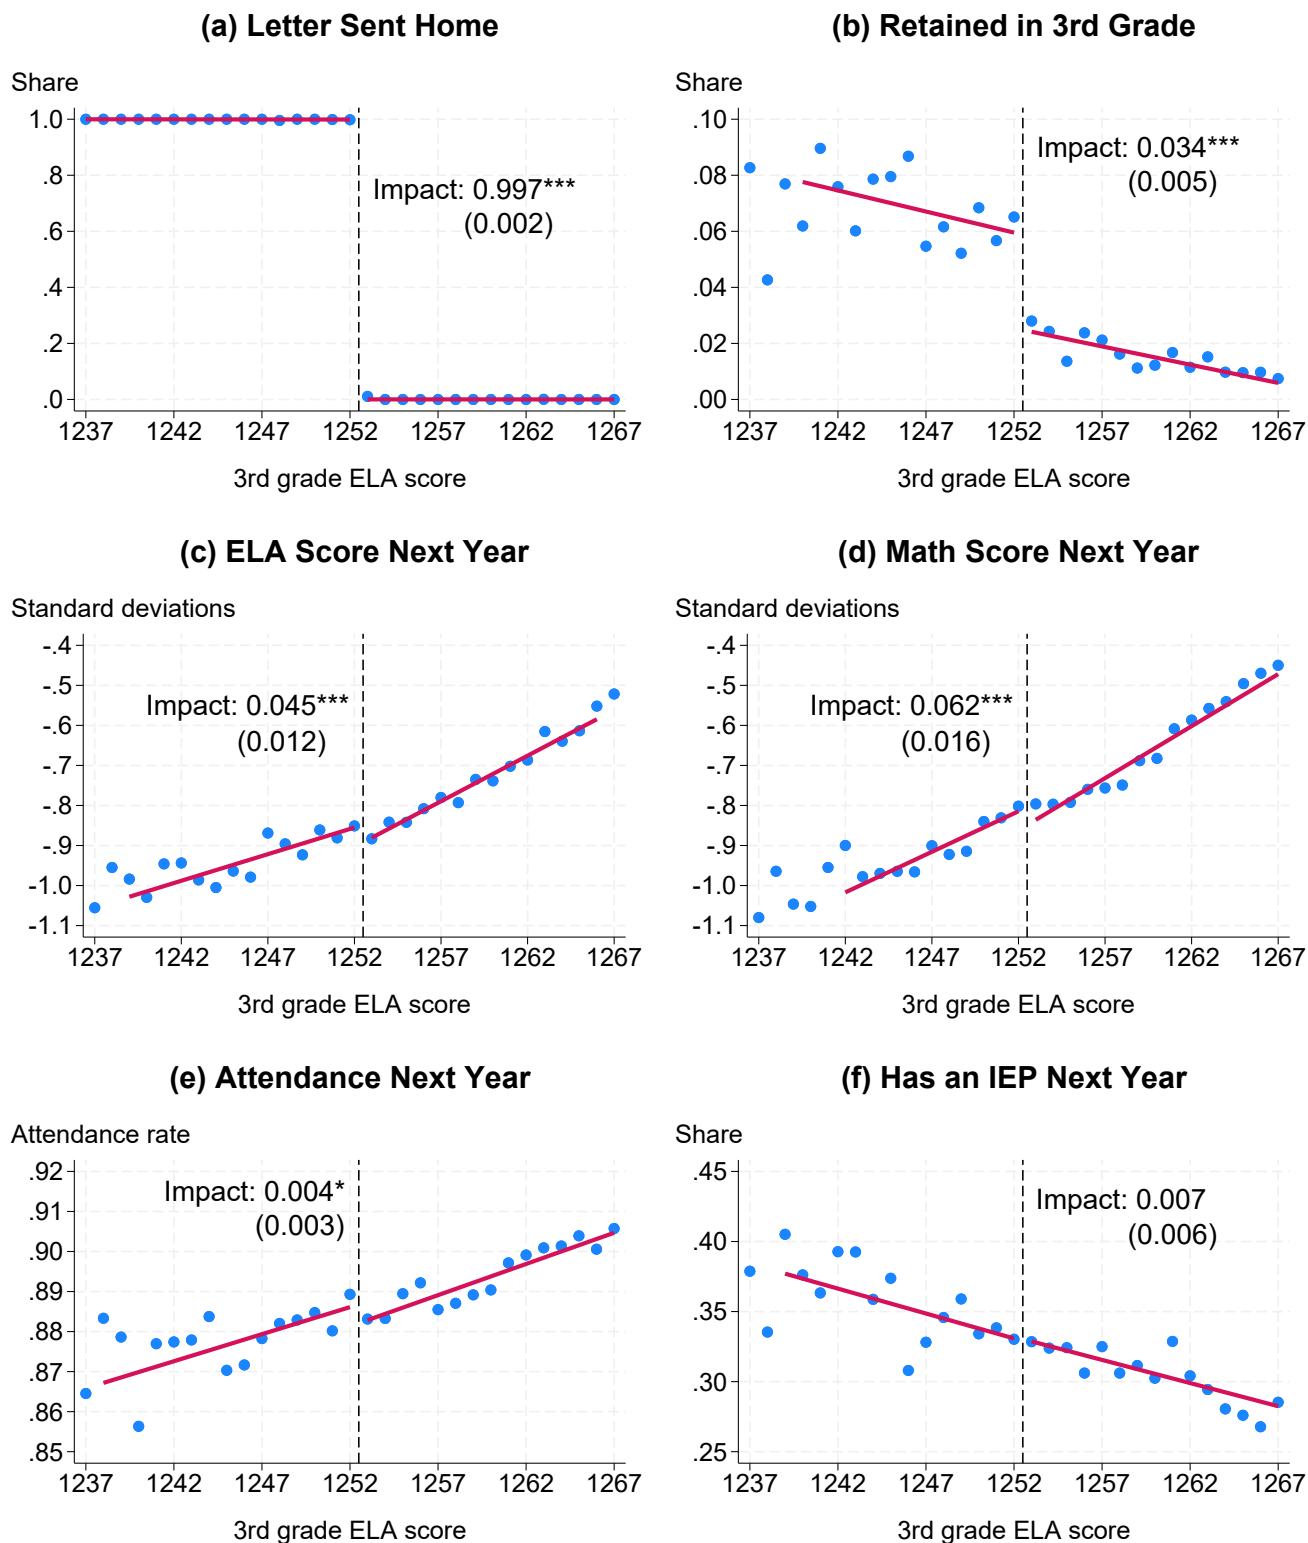 (a) Letter Sent Home
Share
1.0
.8
.6
.4
.2
.0
Impact: 0.997***
(0.002)
1237 1242 1247 1252 1257 1262 1267
3rd grade ELA score
(b) Retained in 3rd Grade
Share
.10
.08
.06
.04
.02
.00
Impact: 0.034***
(0.005)
1237 1242 1247 1252 1257 1262 1267
3rd grade ELA score
(c) ELA Score Next Year
Standard deviations
-.4
-.5
-.6
-.7
-.8
-.9
-1.0
-1.1
Impact: 0.045***
(0.012)
1237 1242 1247 1252 1257 1262 1267
3rd grade ELA score
(d) Math Score Next Year
Standard deviations
-.4
-.5
-.6
-.7
-.8
-.9
-1.0
-1.1
Impact: 0.062***
(0.016)
1237 1242 1247 1252 1257 1262 1267
3rd grade ELA score
(e) Attendance Next Year
Attendance rate
.92
.91
.90
.89
.88
.87
.86
.85
Impact: 0.004*
(0.003)
1237 1242 1247 1252 1257 1262 1267
3rd grade ELA score
(f) Has an IEP Next Year
Share
.45
.40
.35
.30
.25
Impact: 0.007
(0.006)
1237 1242 1247 1252 1257 1262 1267
3rd grade ELA score